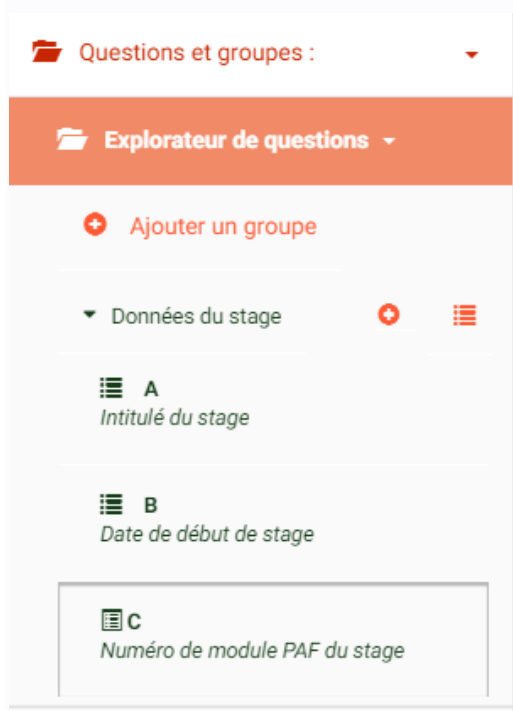 Questions et groupes :
Explorateur de questions
Ajouter un groupe
Données du stage
A
Intitulé du stage
B
Date de début de stage
C
Numéro de module PAF du stage